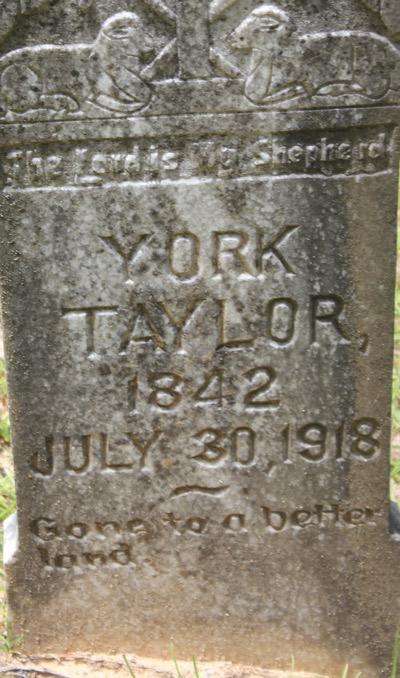 The Lord is My Shepherd
YORK
TAYLOR,
1842
JULY 30, 1918
Gone to a better
land.